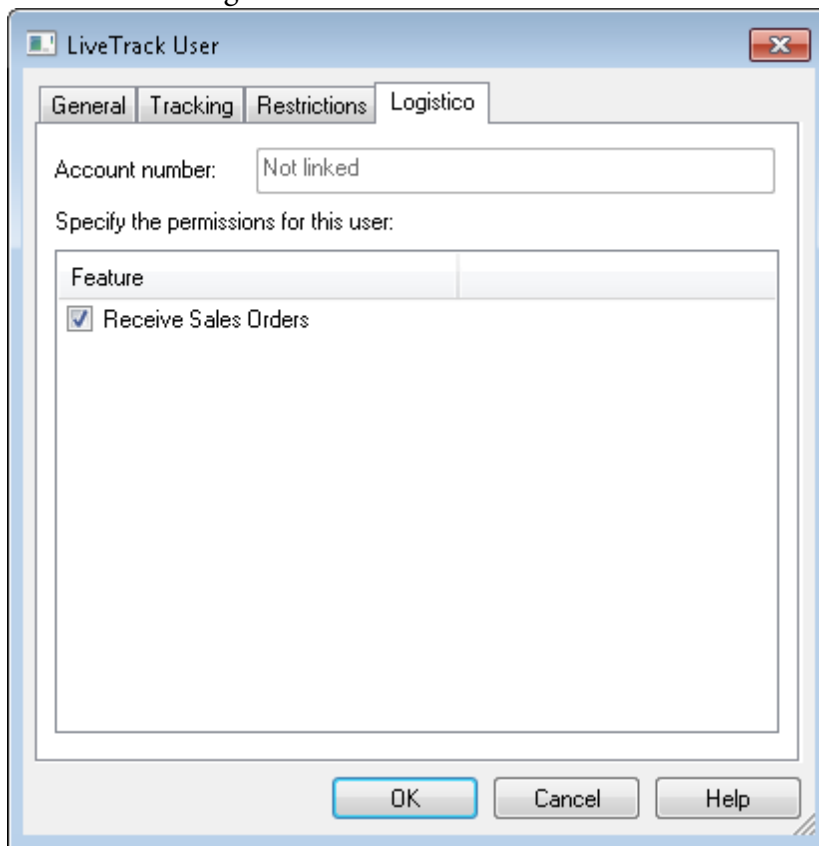 LiveTrack User
General Tracking Restrictions Logistico
Account number: Not linked
Specify the permissions for this user:
Feature
Receive Sales Orders
OK Cancel Help